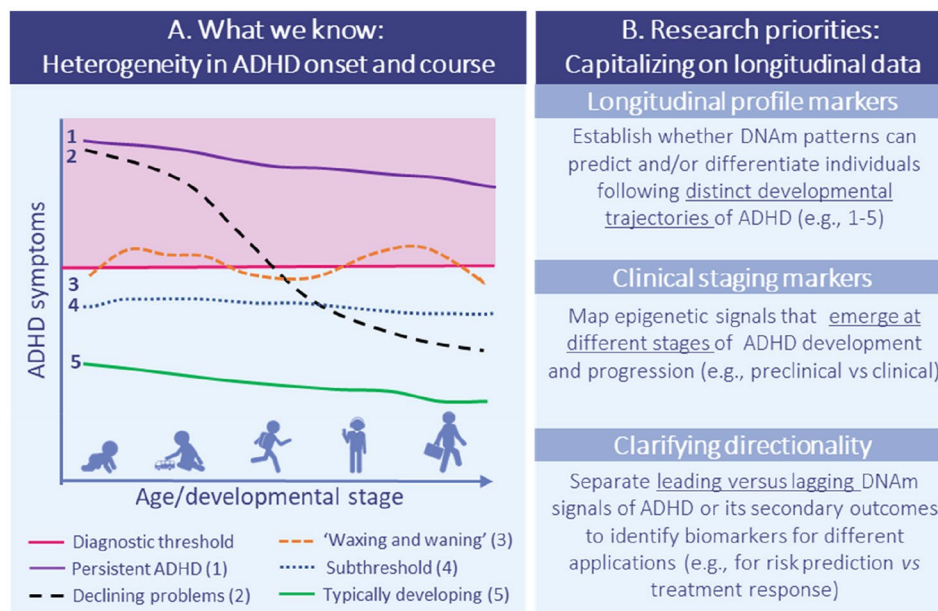 A. What we know:
Heterogeneity in ADHD onset and course
ADHD symptoms
1
2
3
4
5
Age/developmental stage
Diagnostic threshold
Persistent ADHD (1)
Declining problems (2)
‘Waxing and waning’ (3)
Subthreshold (4)
Typically developing (5)
B. Research priorities:
Capitalizing on longitudinal data
Longitudinal profile markers
Establish whether DNAm patterns can
predict and/or differentiate individuals
following distinct developmental
trajectories of ADHD (e.g., 1-5)
Clinical staging markers
Map epigenetic signals that emerge at
different stages of ADHD development
and progression (e.g., preclinical vs clinical)
Clarifying directionality
Separate leading versus lagging DNAm
signals of ADHD or its secondary outcomes
to identify biomarkers for different
applications (e.g., for risk prediction vs
treatment response)